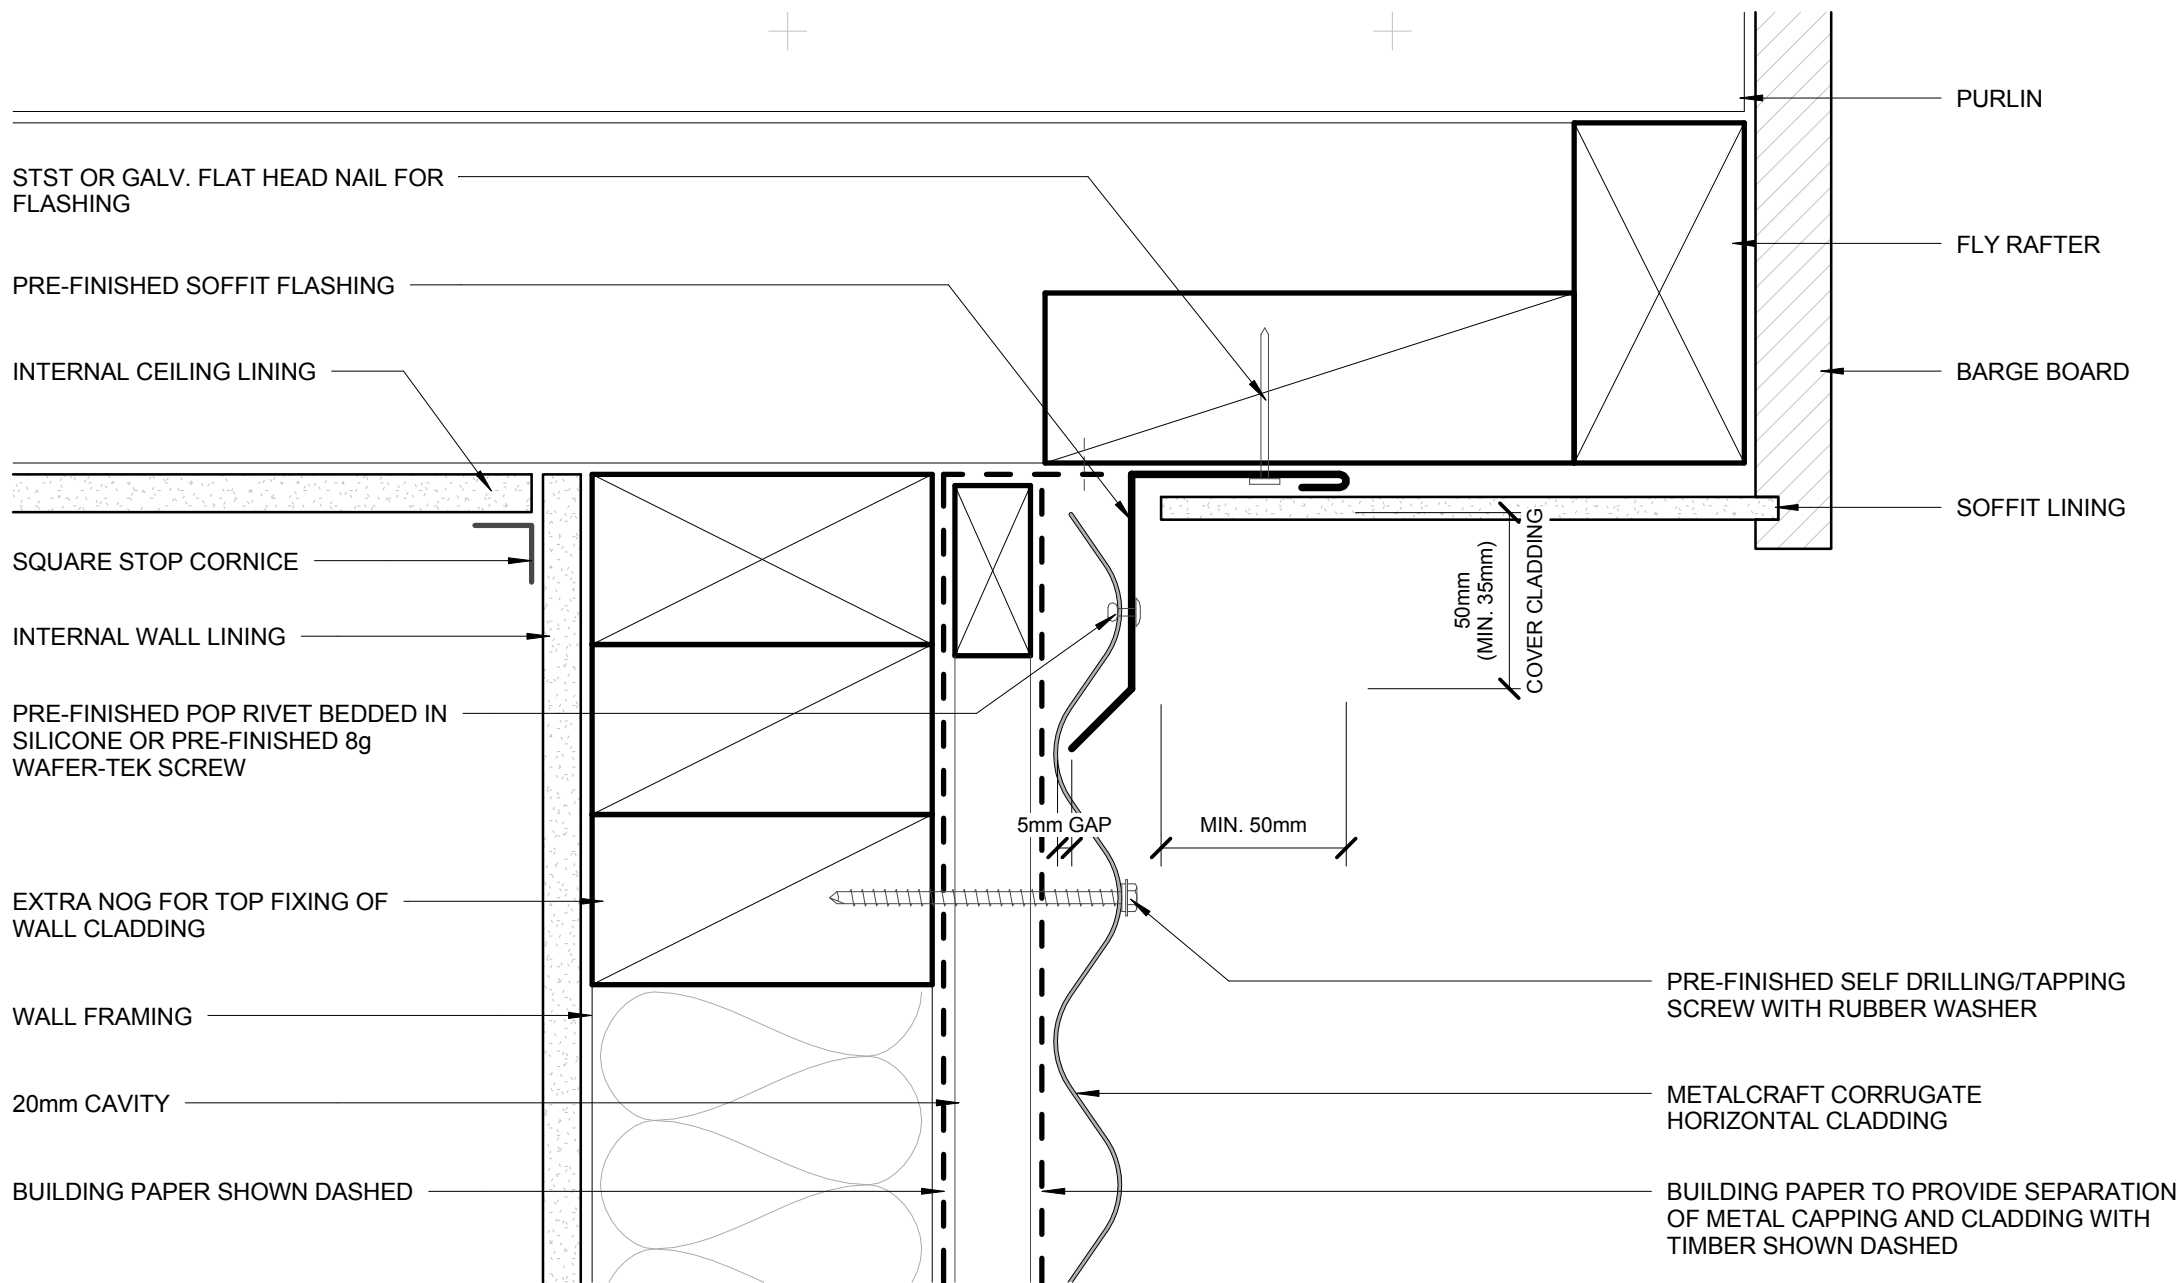 STST OR GALV. FLAT HEAD NAIL FOR
FLASHING
PRE-FINISHED SOFFIT FLASHING
INTERNAL CEILING LINING
SQUARE STOP CORNICE
INTERNAL WALL LINING
PRE-FINISHED POP RIVET BEDDED IN
SILICONE OR PRE-FINISHED 8g
WAFER-TEK SCREW
EXTRA NOG FOR TOP FIXING OF
WALL CLADDING
WALL FRAMING
20mm CAVITY
BUILDING PAPER SHOWN DASHED
5mm GAP
MIN. 50mm
50mm
(MIN. 35mm)
COVER CLADDING
PURLIN
FLY RAFTER
BARGE BOARD
SOFFIT LINING
PRE-FINISHED SELF DRILLING/TAPPING
SCREW WITH RUBBER WASHER
METALCRAFT CORRUGATE
HORIZONTAL CLADDING
BUILDING PAPER TO PROVIDE SEPARATION
OF METAL CAPPING AND CLADDING WITH
TIMBER SHOWN DASHED